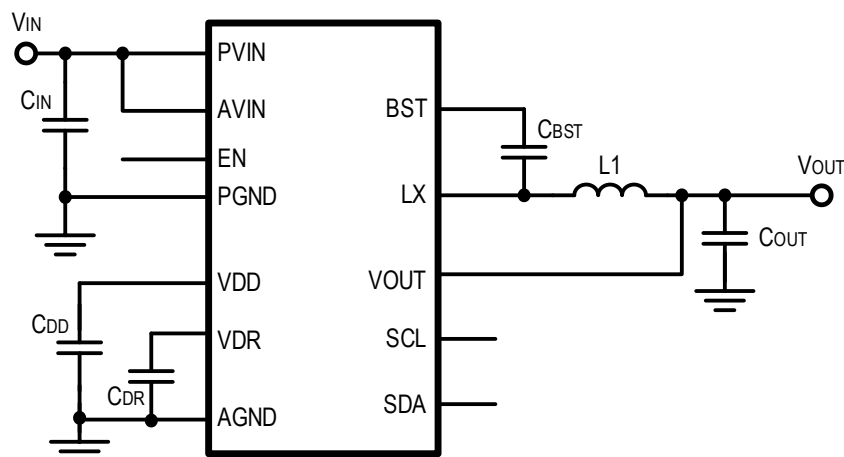 VIN
PVIN
CIN
AVIN
EN
PGND
VDD
CDD
VDR
CDR
AGND
BST
CBST
LX
L1
VOUT
COUT
VOUT
SCL
SDA